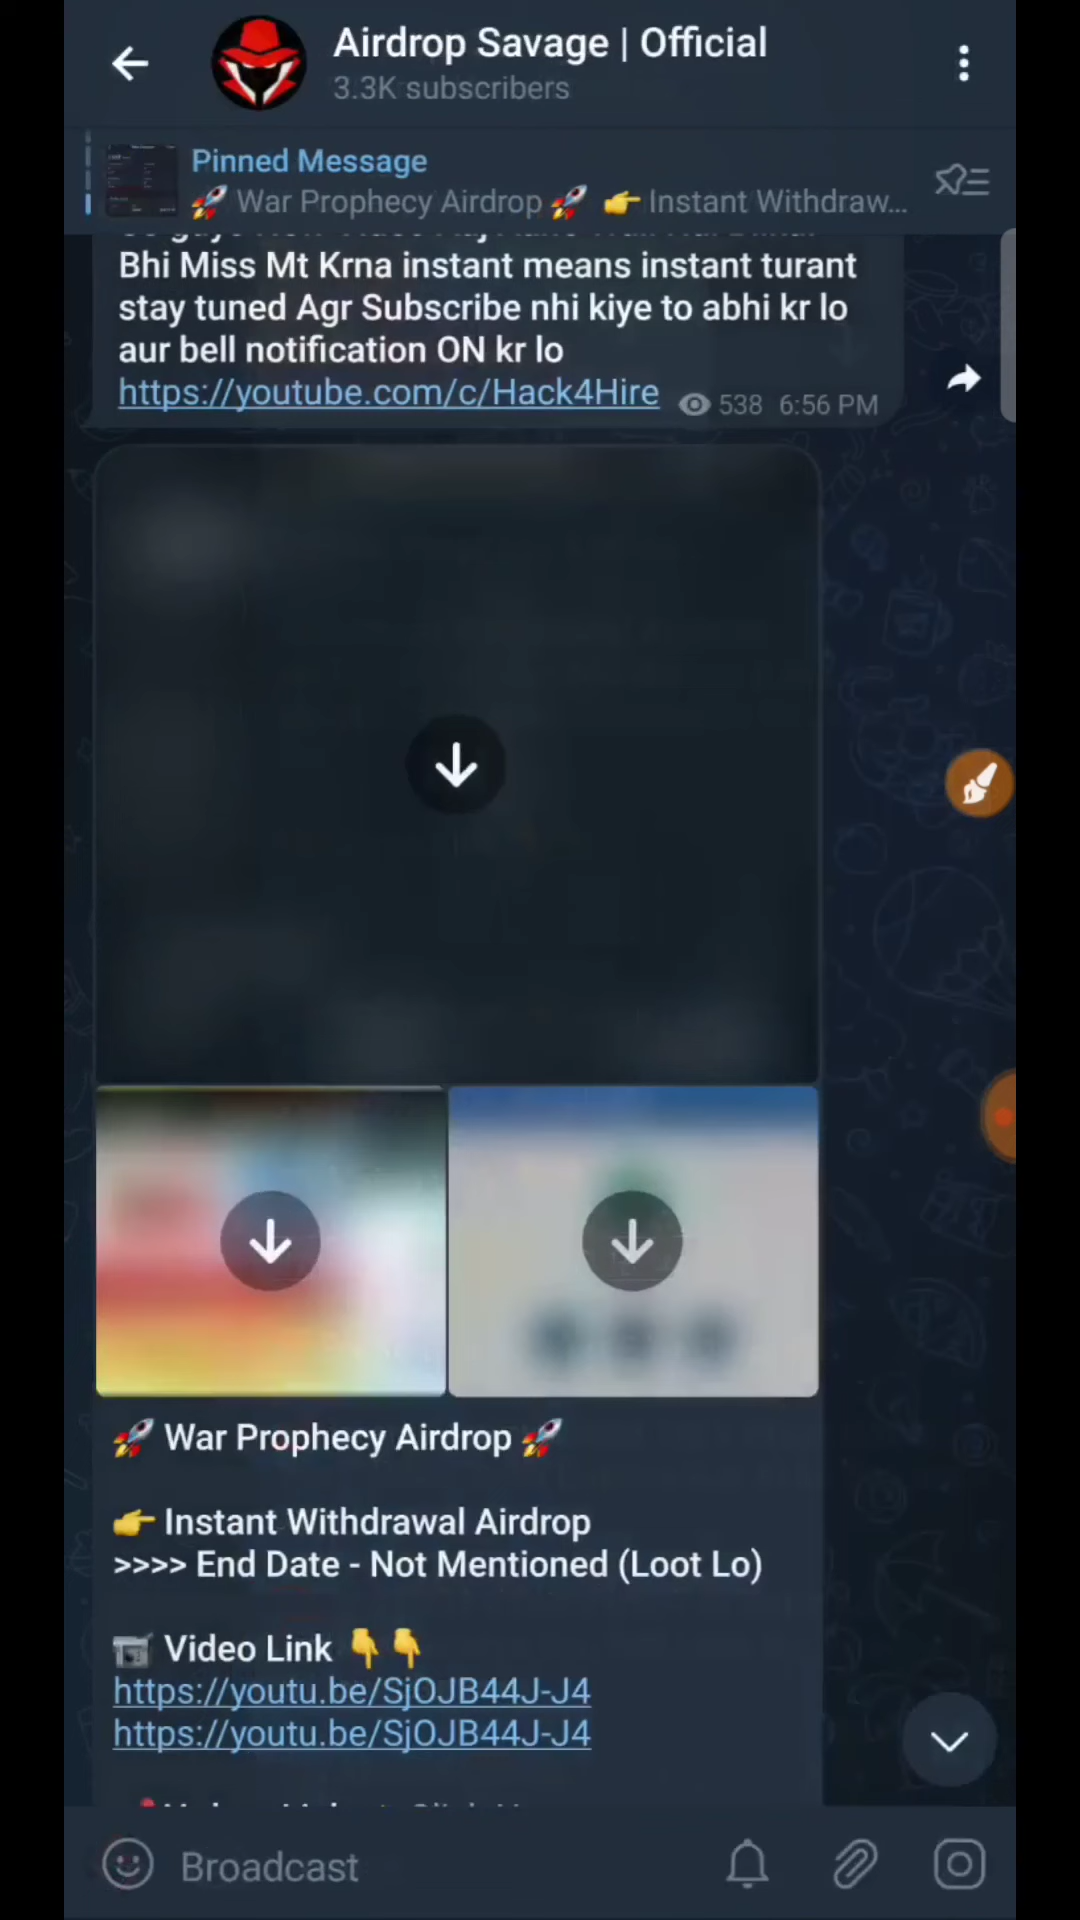 Airdrop Savage | Official
3.3K subscribers
Pinned Message
🚀 War Prophecy Airdrop 🚀 👉 Instant Withdraw...
Bhi Miss Mt Krna instant means instant turant
stay tuned Agr Subscribe nhi kiye to abhi kr lo
aur bell notification ON kr lo
https://youtube.com/c/Hack4Hire
538 6:56 PM
🚀 War Prophecy Airdrop 🚀
👉 Instant Withdrawal Airdrop
>>>> End Date - Not Mentioned (Loot Lo)
📷 Video Link 👇👇
https://youtu.be/SjOJB44J-J4
https://youtu.be/SjOJB44J-J4
Broadcast